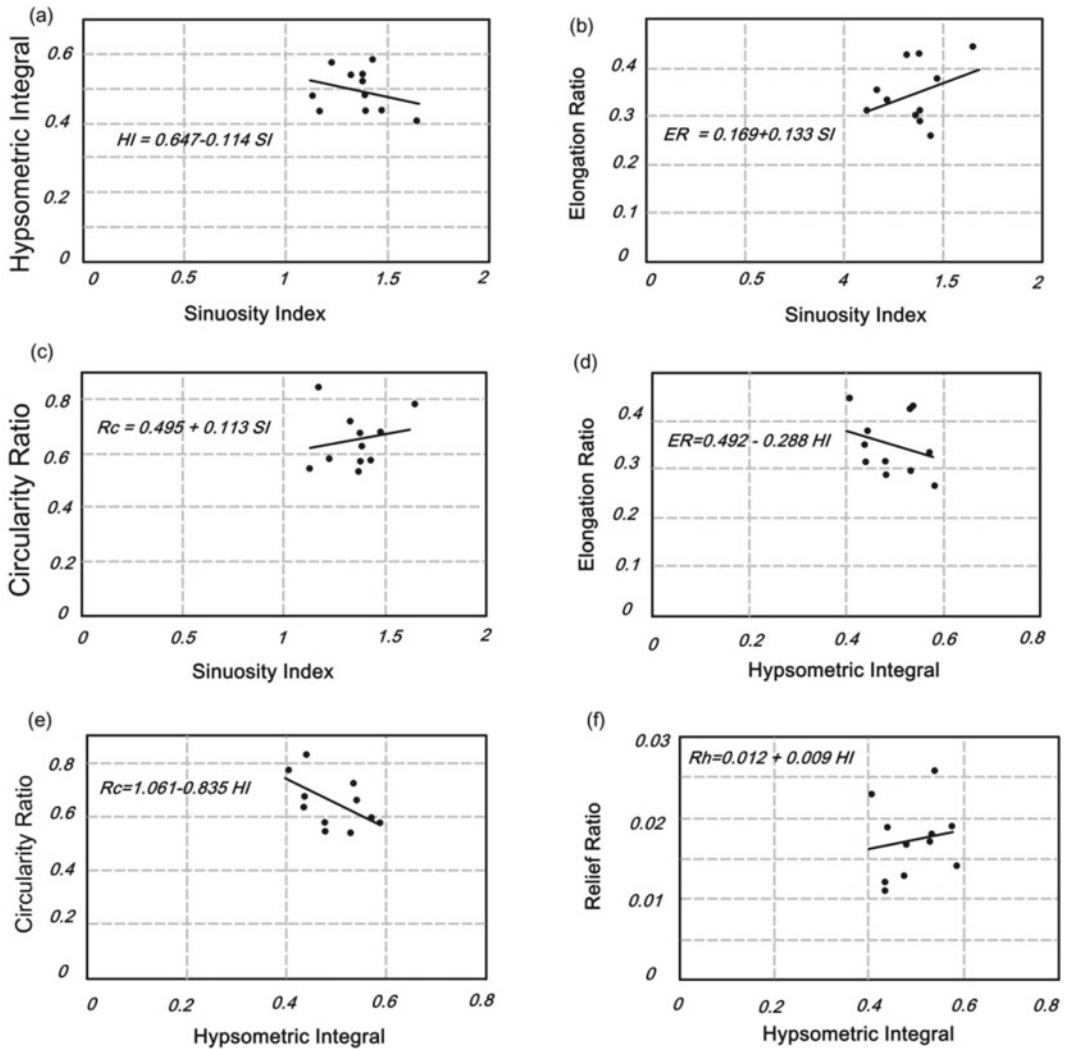 (a)
Hypsometric Integral
0.6
0.4
0.2
0
HI = 0.647-0.114 SI
0 0.5 1 1.5 2
Sinuosity Index
(b)
Elongation Ratio
0.4
0.3
0.2
0.1
0
ER = 0.169+0.133 SI
0 0.5 4 1.5 2
Sinuosity Index
(c)
Circularity Ratio
0.8
0.6
0.4
0.2
0
Rc = 0.495 + 0.113 SI
0 0.5 1 1.5 2
Sinuosity Index
(d)
Elongation Ratio
0.4
0.3
0.2
0.1
0
ER=0.492 - 0.288 HI
0 0.2 0.4 0.6 0.8
Hypsometric Integral
(e)
Circularity Ratio
0.8
0.6
0.4
0.2
0
Rc=1.061-0.835 HI
0 0.2 0.4 0.6 0.8
Hypsometric Integral
(f)
Relief Ratio
0.03
0.02
0.01
0
Rh=0.012 + 0.009 HI
0 0.2 0.4 0.6 0.8
Hypsometric Integral